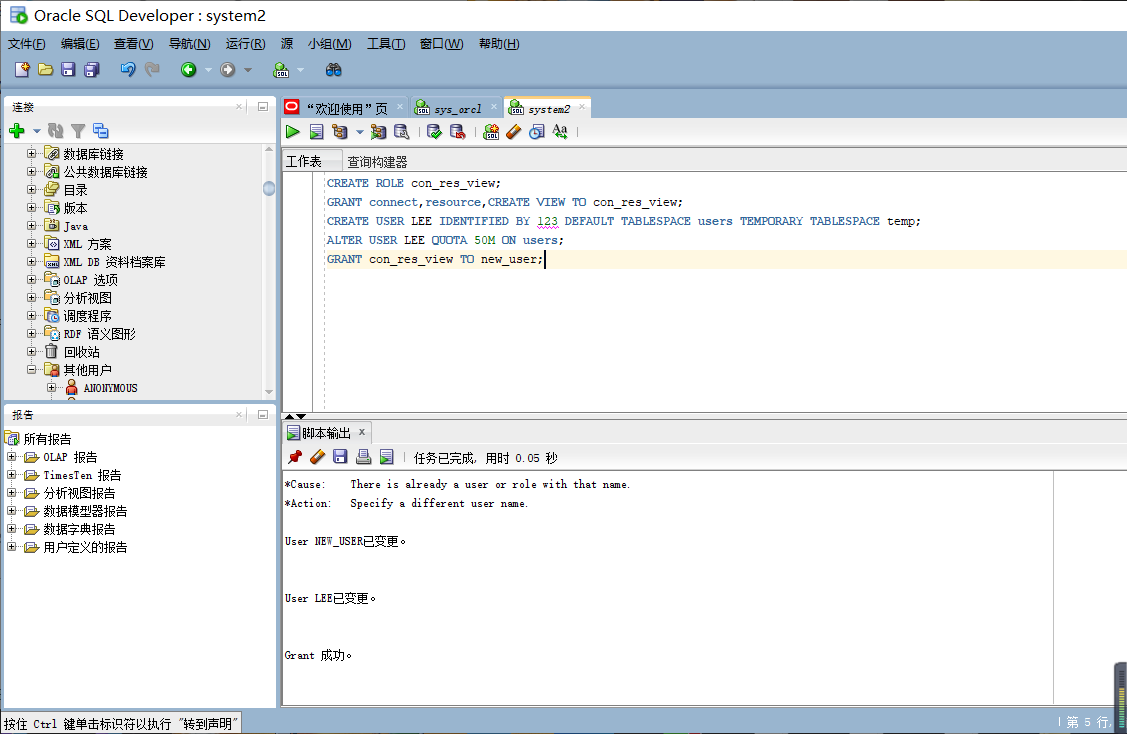 Oracle SQL Developer : system2
文件(F) 编辑(E) 查看(V) 导航(N) 运行(R) 源 小组(M) 工具(T) 窗口(W) 帮助(H)
连接
数据库链接
公共数据库链接
目录
版本
Java
XML 方案
XML DB 资料档案库
OLAP 选项
分析视图
调度程序
RDF 语义图形
回收站
其他用户
ANONYMOUS
报告
所有报告
OLAP 报告
TimesTen 报告
分析视图报告
数据模型器报告
数据字典报告
用户定义的报告
“欢迎使用”页 sys_orcl system2
工作表 查询构建器
CREATE ROLE con_res_view;
GRANT connect,resource,CREATE VIEW TO con_res_view;
CREATE USER LEE IDENTIFIED BY 123 DEFAULT TABLESPACE users TEMPORARY TABLESPACE temp;
ALTER USER LEE QUOTA 50M ON users;
GRANT con_res_view TO new_user;
脚本输出
任务已完成, 用时 0.05 秒
*Cause: There is already a user or role with that name.
*Action: Specify a different user name.
User NEW_USER已变更。
User LEE已变更。
Grant 成功。
按住 Ctrl 键单击标识符以执行 "转到声明"
第 5 行,